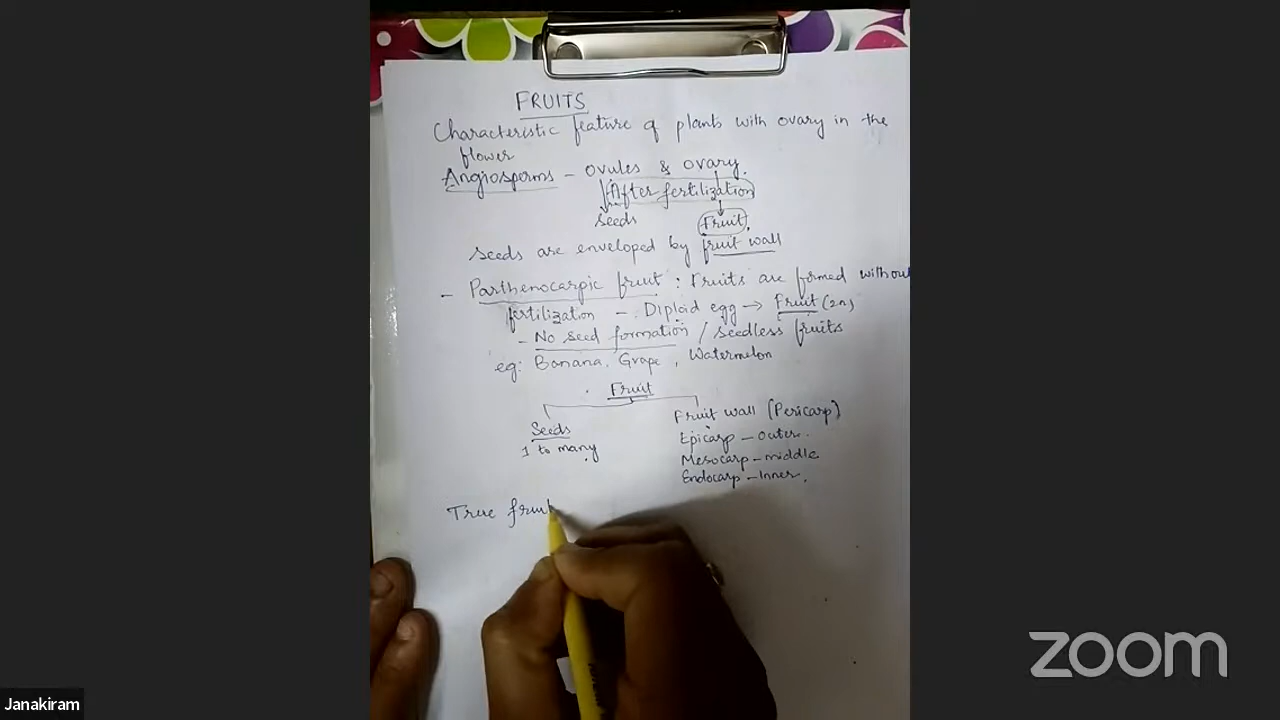 FRUITS
Characteristic feature of plants with ovary in the
flower
Angiosperms - ovules & ovary.
After fertilization
Seeds Fruit.
seeds are enveloped by fruit wall
- Parthenocarpic fruit : Fruits are formed without
fertilization - Diploid egg → Fruit (2n)
- No seed formation / seedless fruits
eg: Banana, Grape, Watermelon
Fruit
Seeds
1 to many
Fruit wall (Pericarp)
Epicarp - outer.
Mesocarp - middle
Endocarp - Inner.
True fruit
zoom
Janakiram